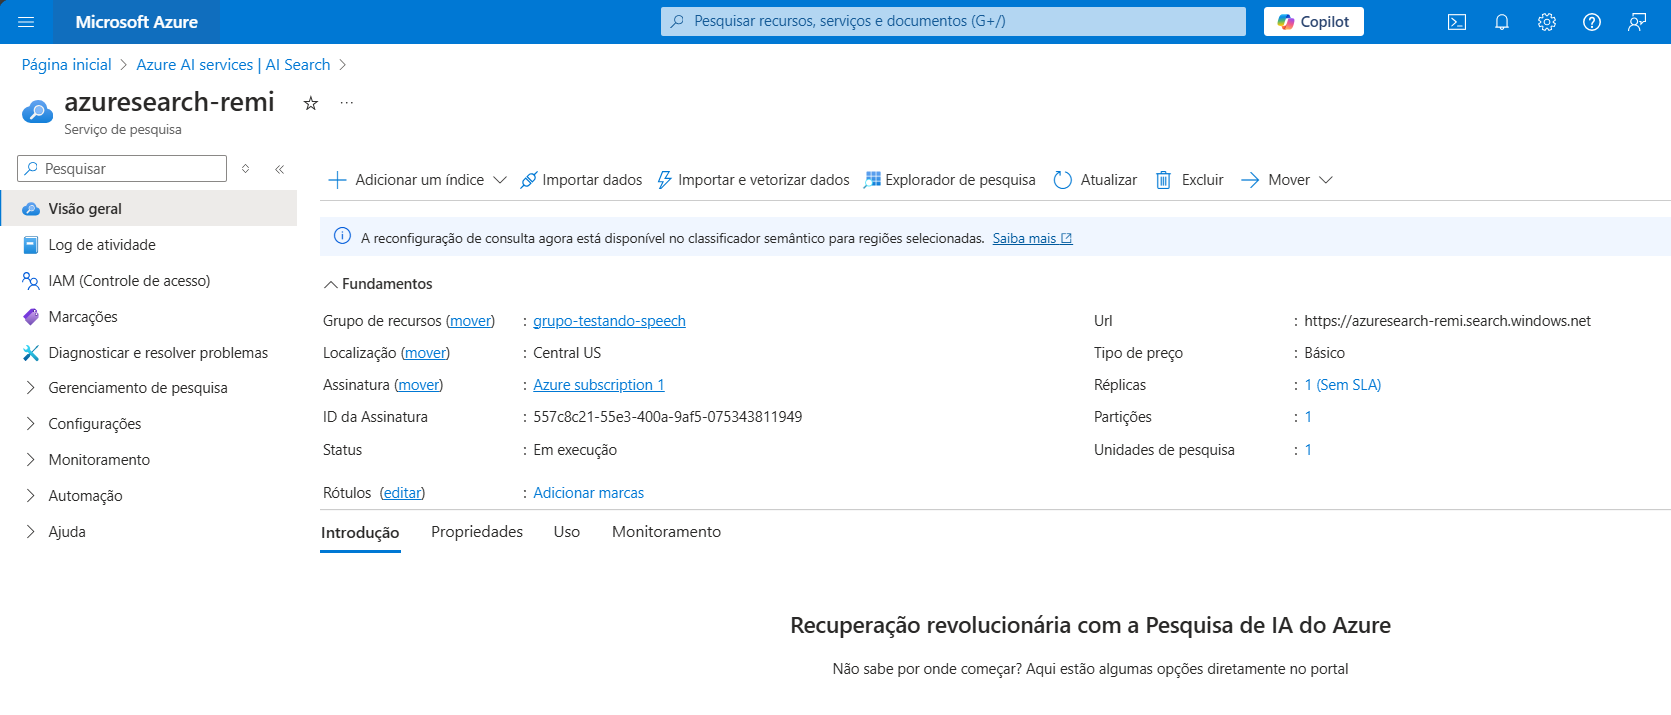 Microsoft Azure
Pesquisar recursos, serviços e documentos (G+/)
Copilot
Página inicial > Azure AI services | AI Search >
azuresearch-remi
Serviço de pesquisa
Pesquisar
Visão geral
Log de atividade
IAM (Controle de acesso)
Marcações
Diagnosticar e resolver problemas
Gerenciamento de pesquisa
Configurações
Monitoramento
Automação
Ajuda
Adicionar um índice Importar dados Importar e vetorizar dados Explorador de pesquisa Atualizar Excluir Mover
A reconfiguração de consulta agora está disponível no classificador semântico para regiões selecionadas. Saiba mais
Fundamentos
Grupo de recursos (mover) : grupo-testando-speech
Localização (mover) : Central US
Assinatura (mover) : Azure subscription 1
ID da Assinatura : 557c8c21-55e3-400a-9af5-075343811949
Status : Em execução
Rótulos (editar) : Adicionar marcas
Url : https://azuresearch-remi.search.windows.net
Tipo de preço : Básico
Réplicas : 1 (Sem SLA)
Partições : 1
Unidades de pesquisa : 1
Introdução Propriedades Uso Monitoramento
Recuperação revolucionária com a Pesquisa de IA do Azure
Não sabe por onde começar? Aqui estão algumas opções diretamente no portal